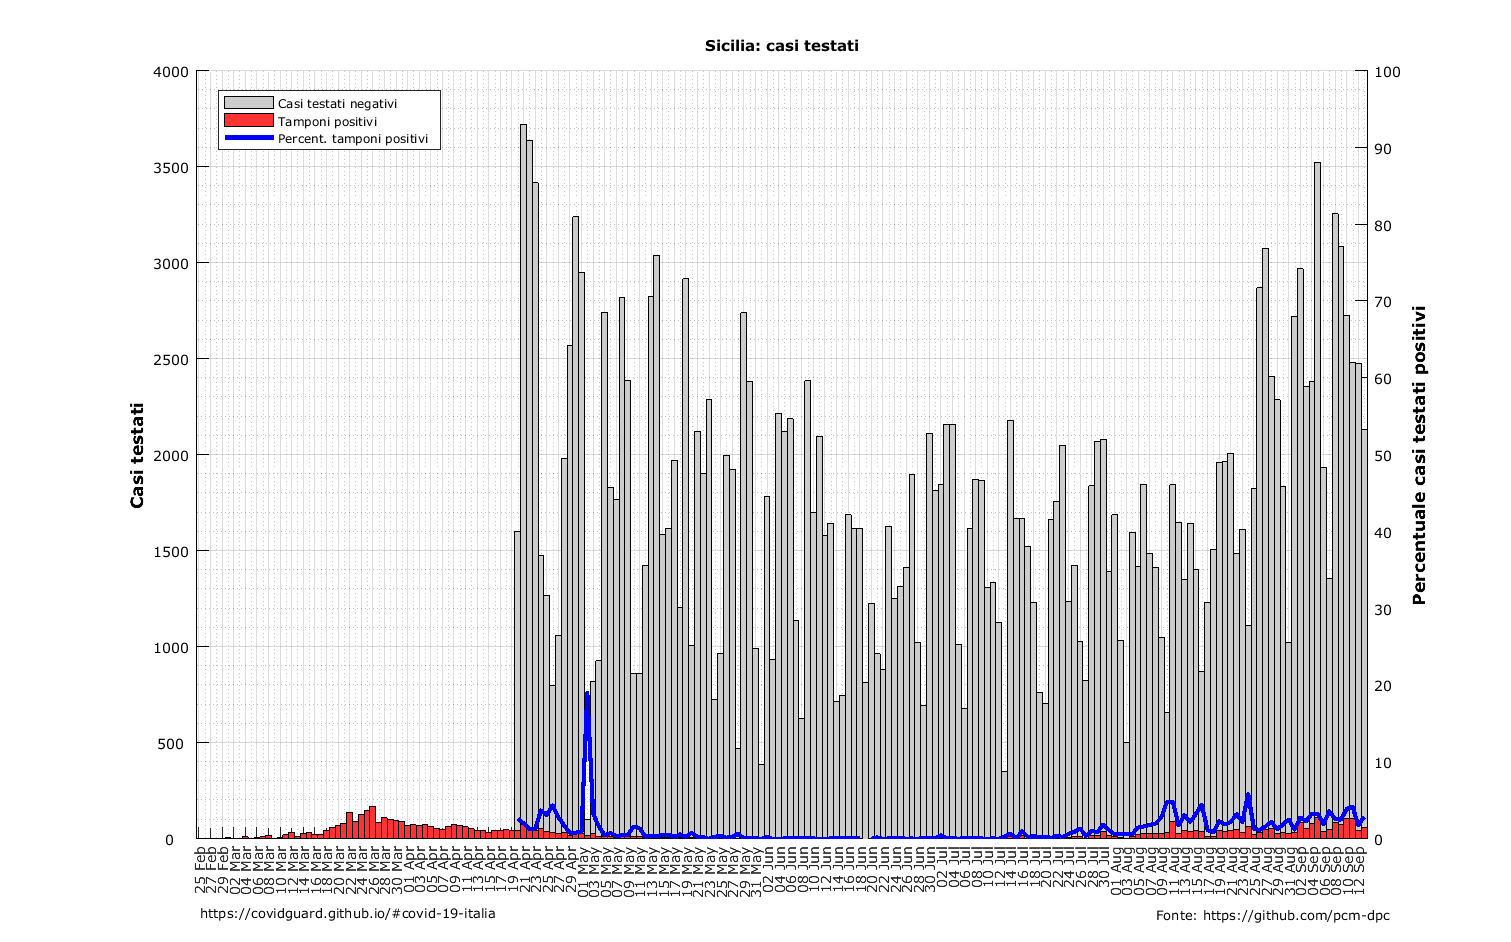 Sicilia: casi testati
Casi testati negativi
Tamponi positivi
Percent. tamponi positivi
Casi testati
4000
3500
3000
2500
2000
1500
1000
500
0
100
90
80
70
60
50
40
30
20
10
0
Percentuale casi testati positivi
25 Feb
Feb
29 Feb
02 Mar
04 Mar
06 Mar
08 Mar
10 Mar
12 Mar
14 Mar
16 Mar
18 Mar
20 Mar
22 Mar
24 Mar
26 Mar
28 Mar
30 Mar
01 Apr
03 Apr
05 Apr
07 Apr
09 Apr
11 Apr
13 Apr
15 Apr
17 Apr
19 Apr
21 Apr
23 Apr
25 Apr
27 Apr
29 Apr
01 May
03 May
05 May
07 May
09 May
11 May
13 May
15 May
17 May
19 May
21 May
23 May
25 May
27 May
29 May
31 May
02 Jun
04 Jun
06 Jun
08 Jun
10 Jun
12 Jun
14 Jun
16 Jun
18 Jun
20 Jun
22 Jun
24 Jun
26 Jun
28 Jun
30 Jun
02 Jul
04 Jul
06 Jul
08 Jul
10 Jul
12 Jul
14 Jul
16 Jul
18 Jul
20 Jul
22 Jul
24 Jul
26 Jul
28 Jul
30 Jul
01 Aug
03 Aug
05 Aug
07 Aug
09 Aug
11 Aug
13 Aug
15 Aug
17 Aug
19 Aug
21 Aug
23 Aug
25 Aug
27 Aug
29 Aug
31 Aug
02 Sep
04 Sep
06 Sep
08 Sep
10 Sep
12 Sep
https://covidguard.github.io/#covid-19-italia
Fonte: https://github.com/pcm-dpc